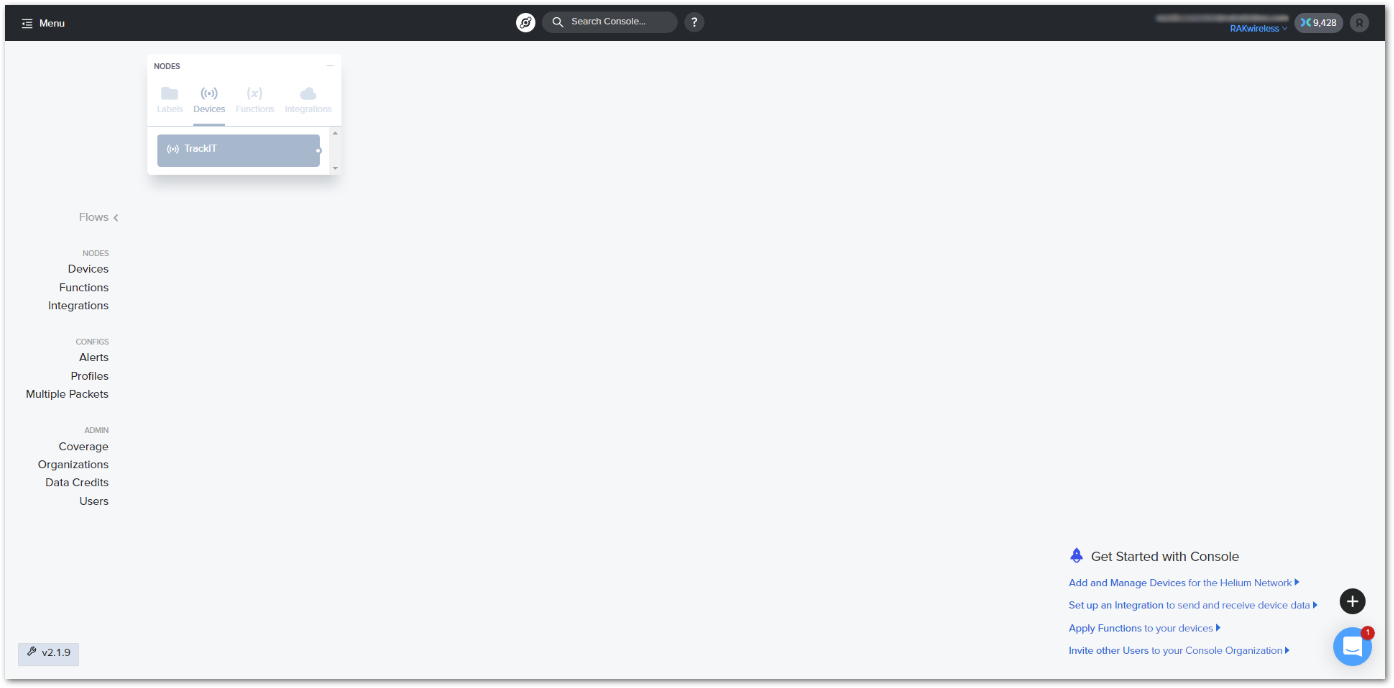 Menu
Search Console...
?
RAKwireless
9,428
R
NODES
Labels
Devices
Functions
Integrations
TrackIT
Flows
NODES
Devices
Functions
Integrations
CONFIGS
Alerts
Profiles
Multiple Packets
ADMIN
Coverage
Organizations
Data Credits
Users
v2.1.9
Get Started with Console
Add and Manage Devices for the Helium Network
Set up an Integration to send and receive device data
Apply Functions to your devices
Invite other Users to your Console Organization
1